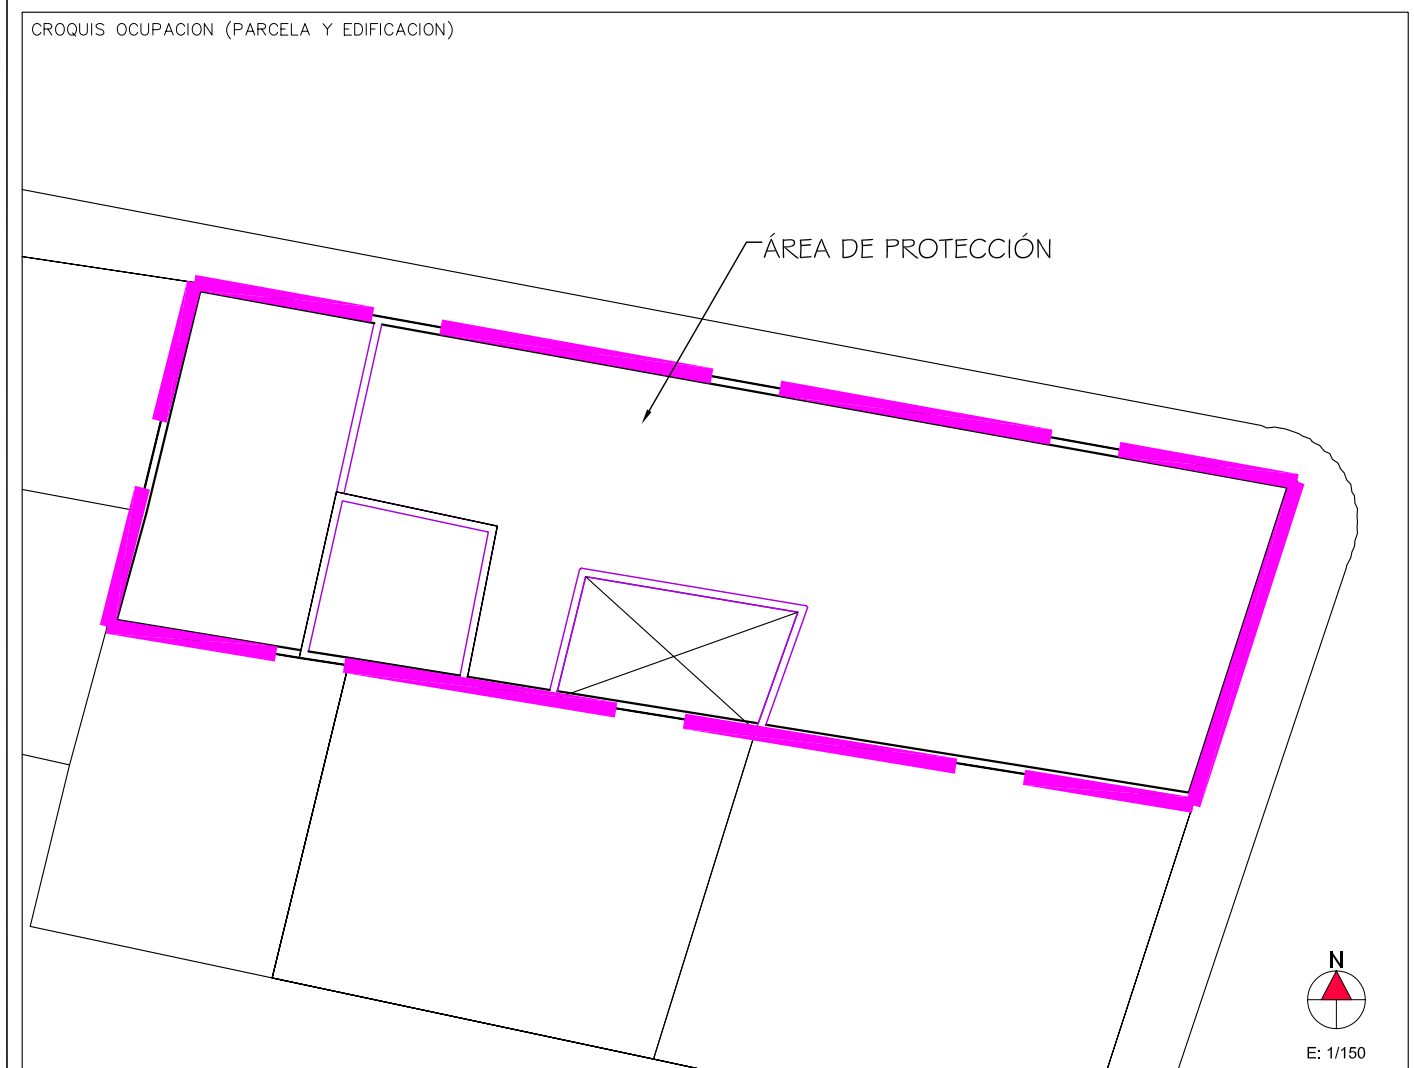 CROQUIS OCUPACION (PARCELA Y EDIFICACION)
ÁREA DE PROTECCIÓN
N
E: 1/150